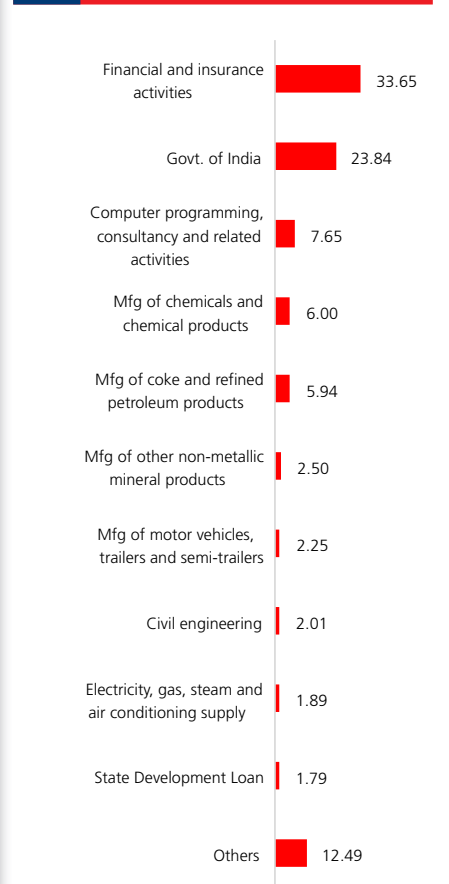 Financial and insurance
activities
33.65
Govt. of India
23.84
Computer programming,
consultancy and related
activities
7.65
Mfg of chemicals and
chemical products
6.00
Mfg of coke and refined
petroleum products
5.94
Mfg of other non-metallic
mineral products
2.50
Mfg of motor vehicles,
trailers and semi-trailers
2.25
Civil engineering
2.01
Electricity, gas, steam and
air conditioning supply
1.89
State Development Loan
1.79
Others
12.49